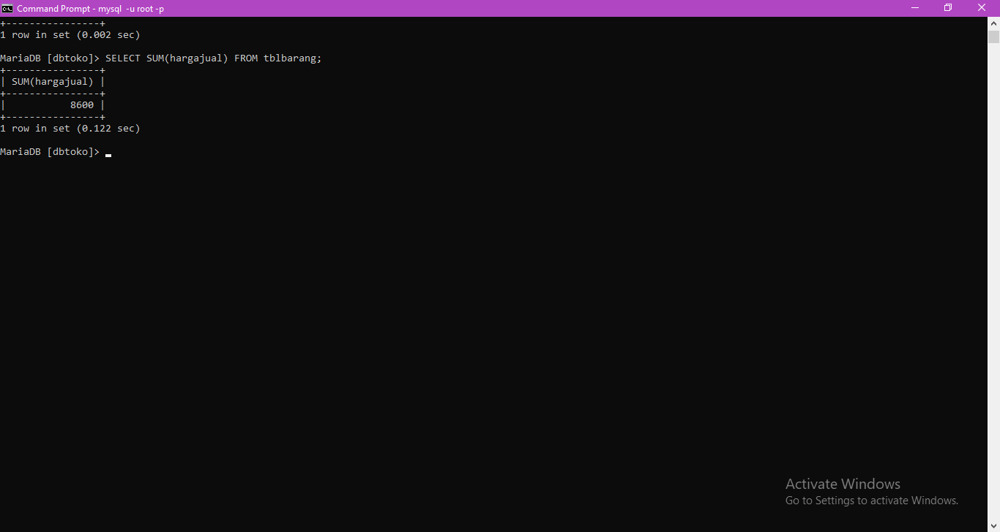 Command Prompt - mysql  -u root -p
+----------------+
1 row in set (0.002 sec)
MariaDB [dbtoko]> SELECT SUM(hargajual) FROM tblbarang;
+----------------+
| SUM(hargajual) |
+----------------+
|           8600 |
+----------------+
1 row in set (0.122 sec)
MariaDB [dbtoko]>
Activate Windows
Go to Settings to activate Windows.